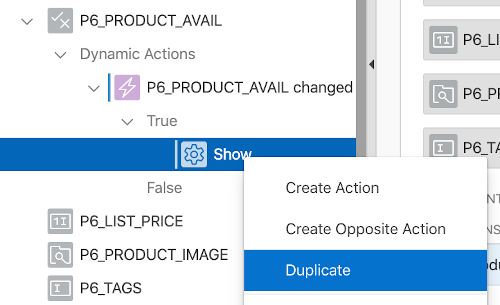 P6_PRODUCT_AVAIL
Dynamic Actions
P6_PRODUCT_AVAIL changed
True
Show
False
P6_LIST_PRICE
P6_PRODUCT_IMAGE
P6_TAGS
Create Action
Create Opposite Action
Duplicate
P6_LI
P6_PR
P6_TA